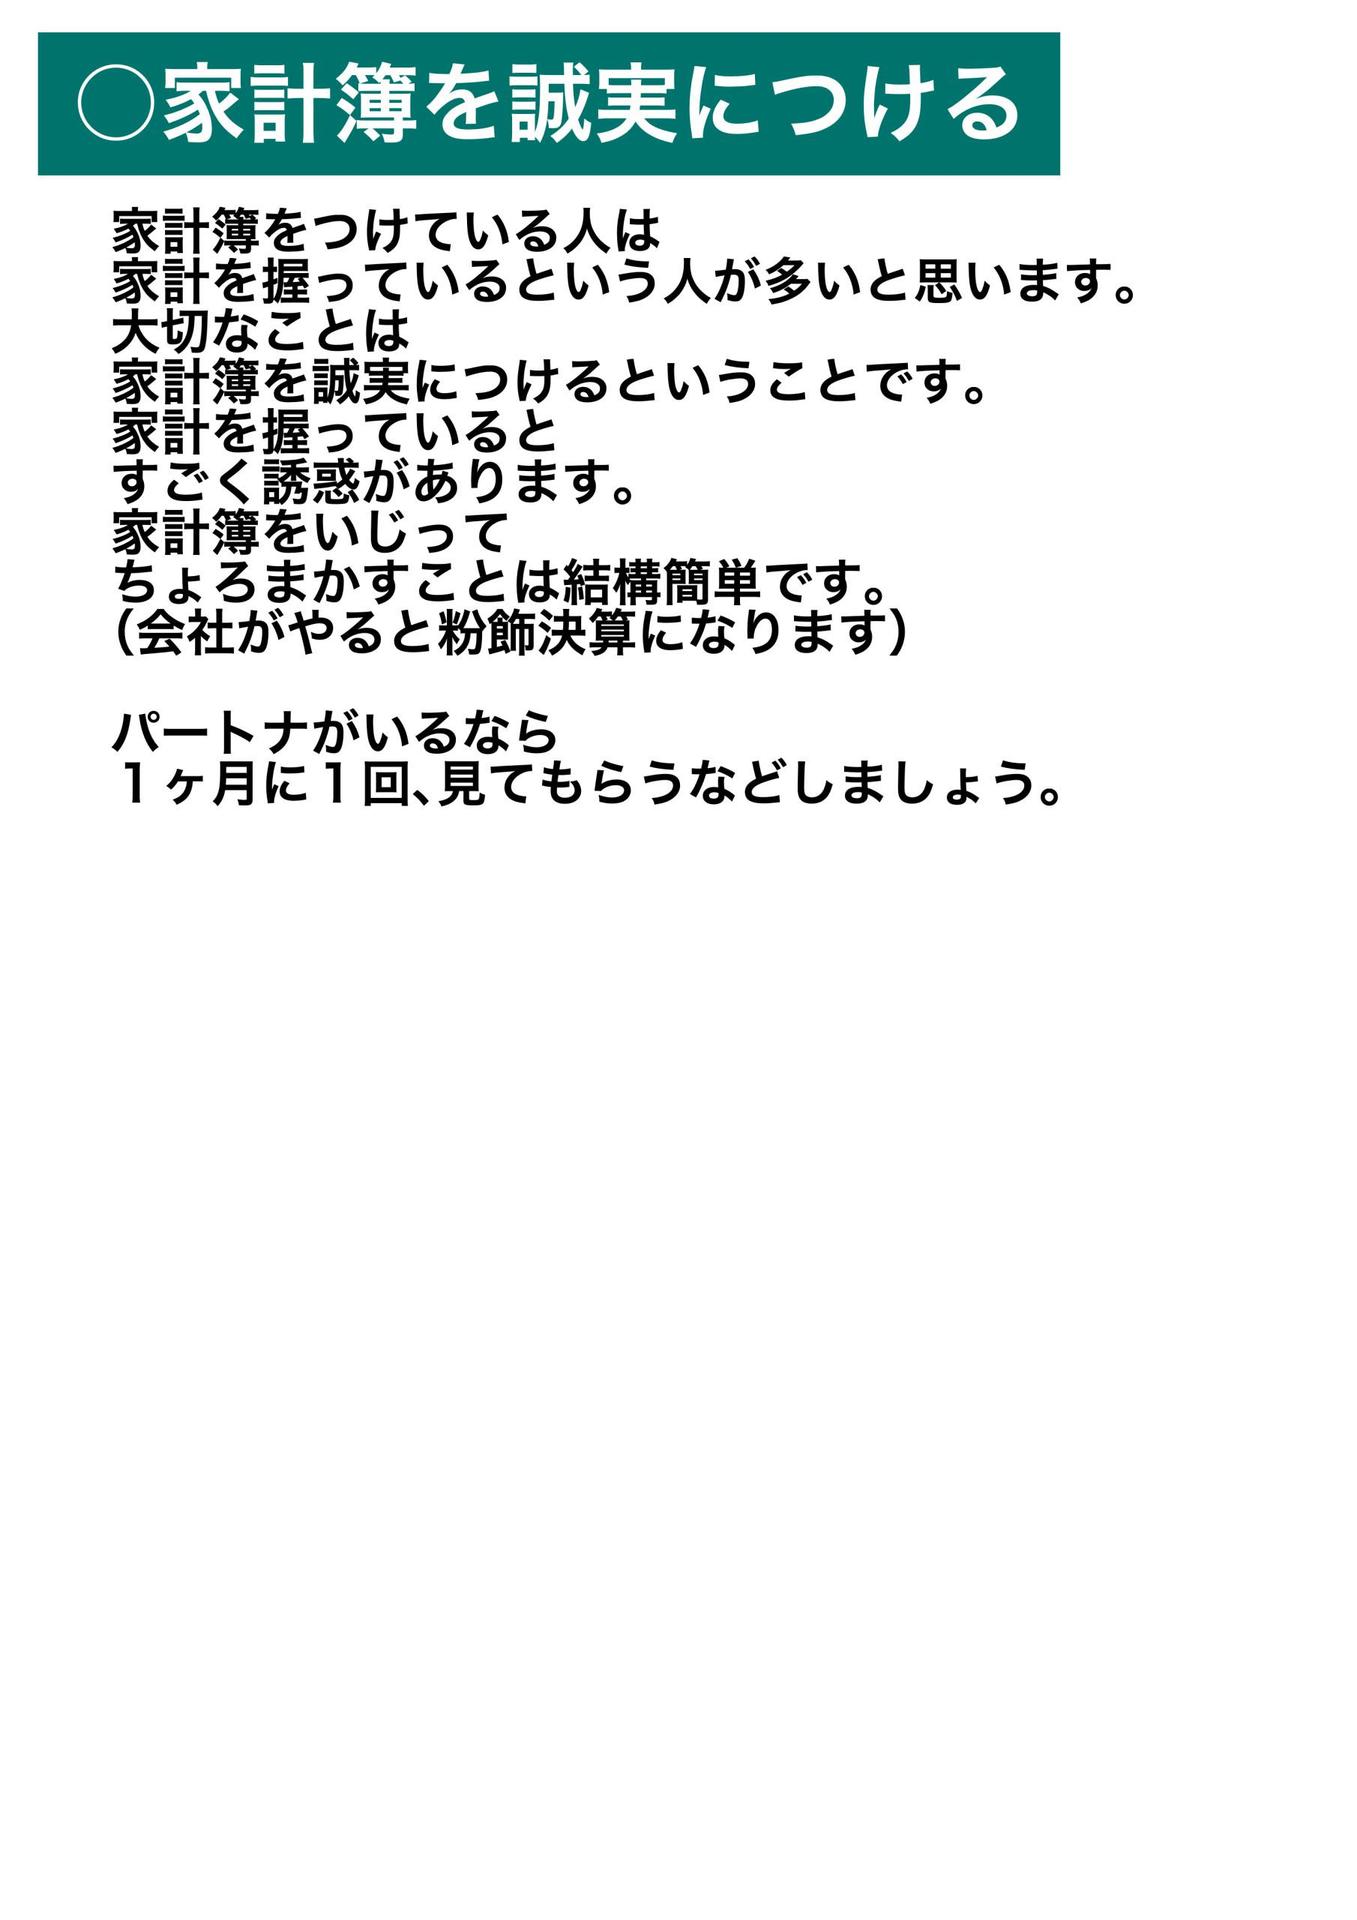 ○家計簿を誠実につける
家計簿をつけている人は
家計を握っているという人が多いと思います。
大切なことは
家計簿を誠実につけるということです。
家計を握っていると
すごく誘惑があります。
家計簿をいじって
ちょろまかすことは結構簡単です。
（会社がやると粉飾決算になります）
パートナがいるなら
１ヶ月に１回、見てもらうなどしましょう。